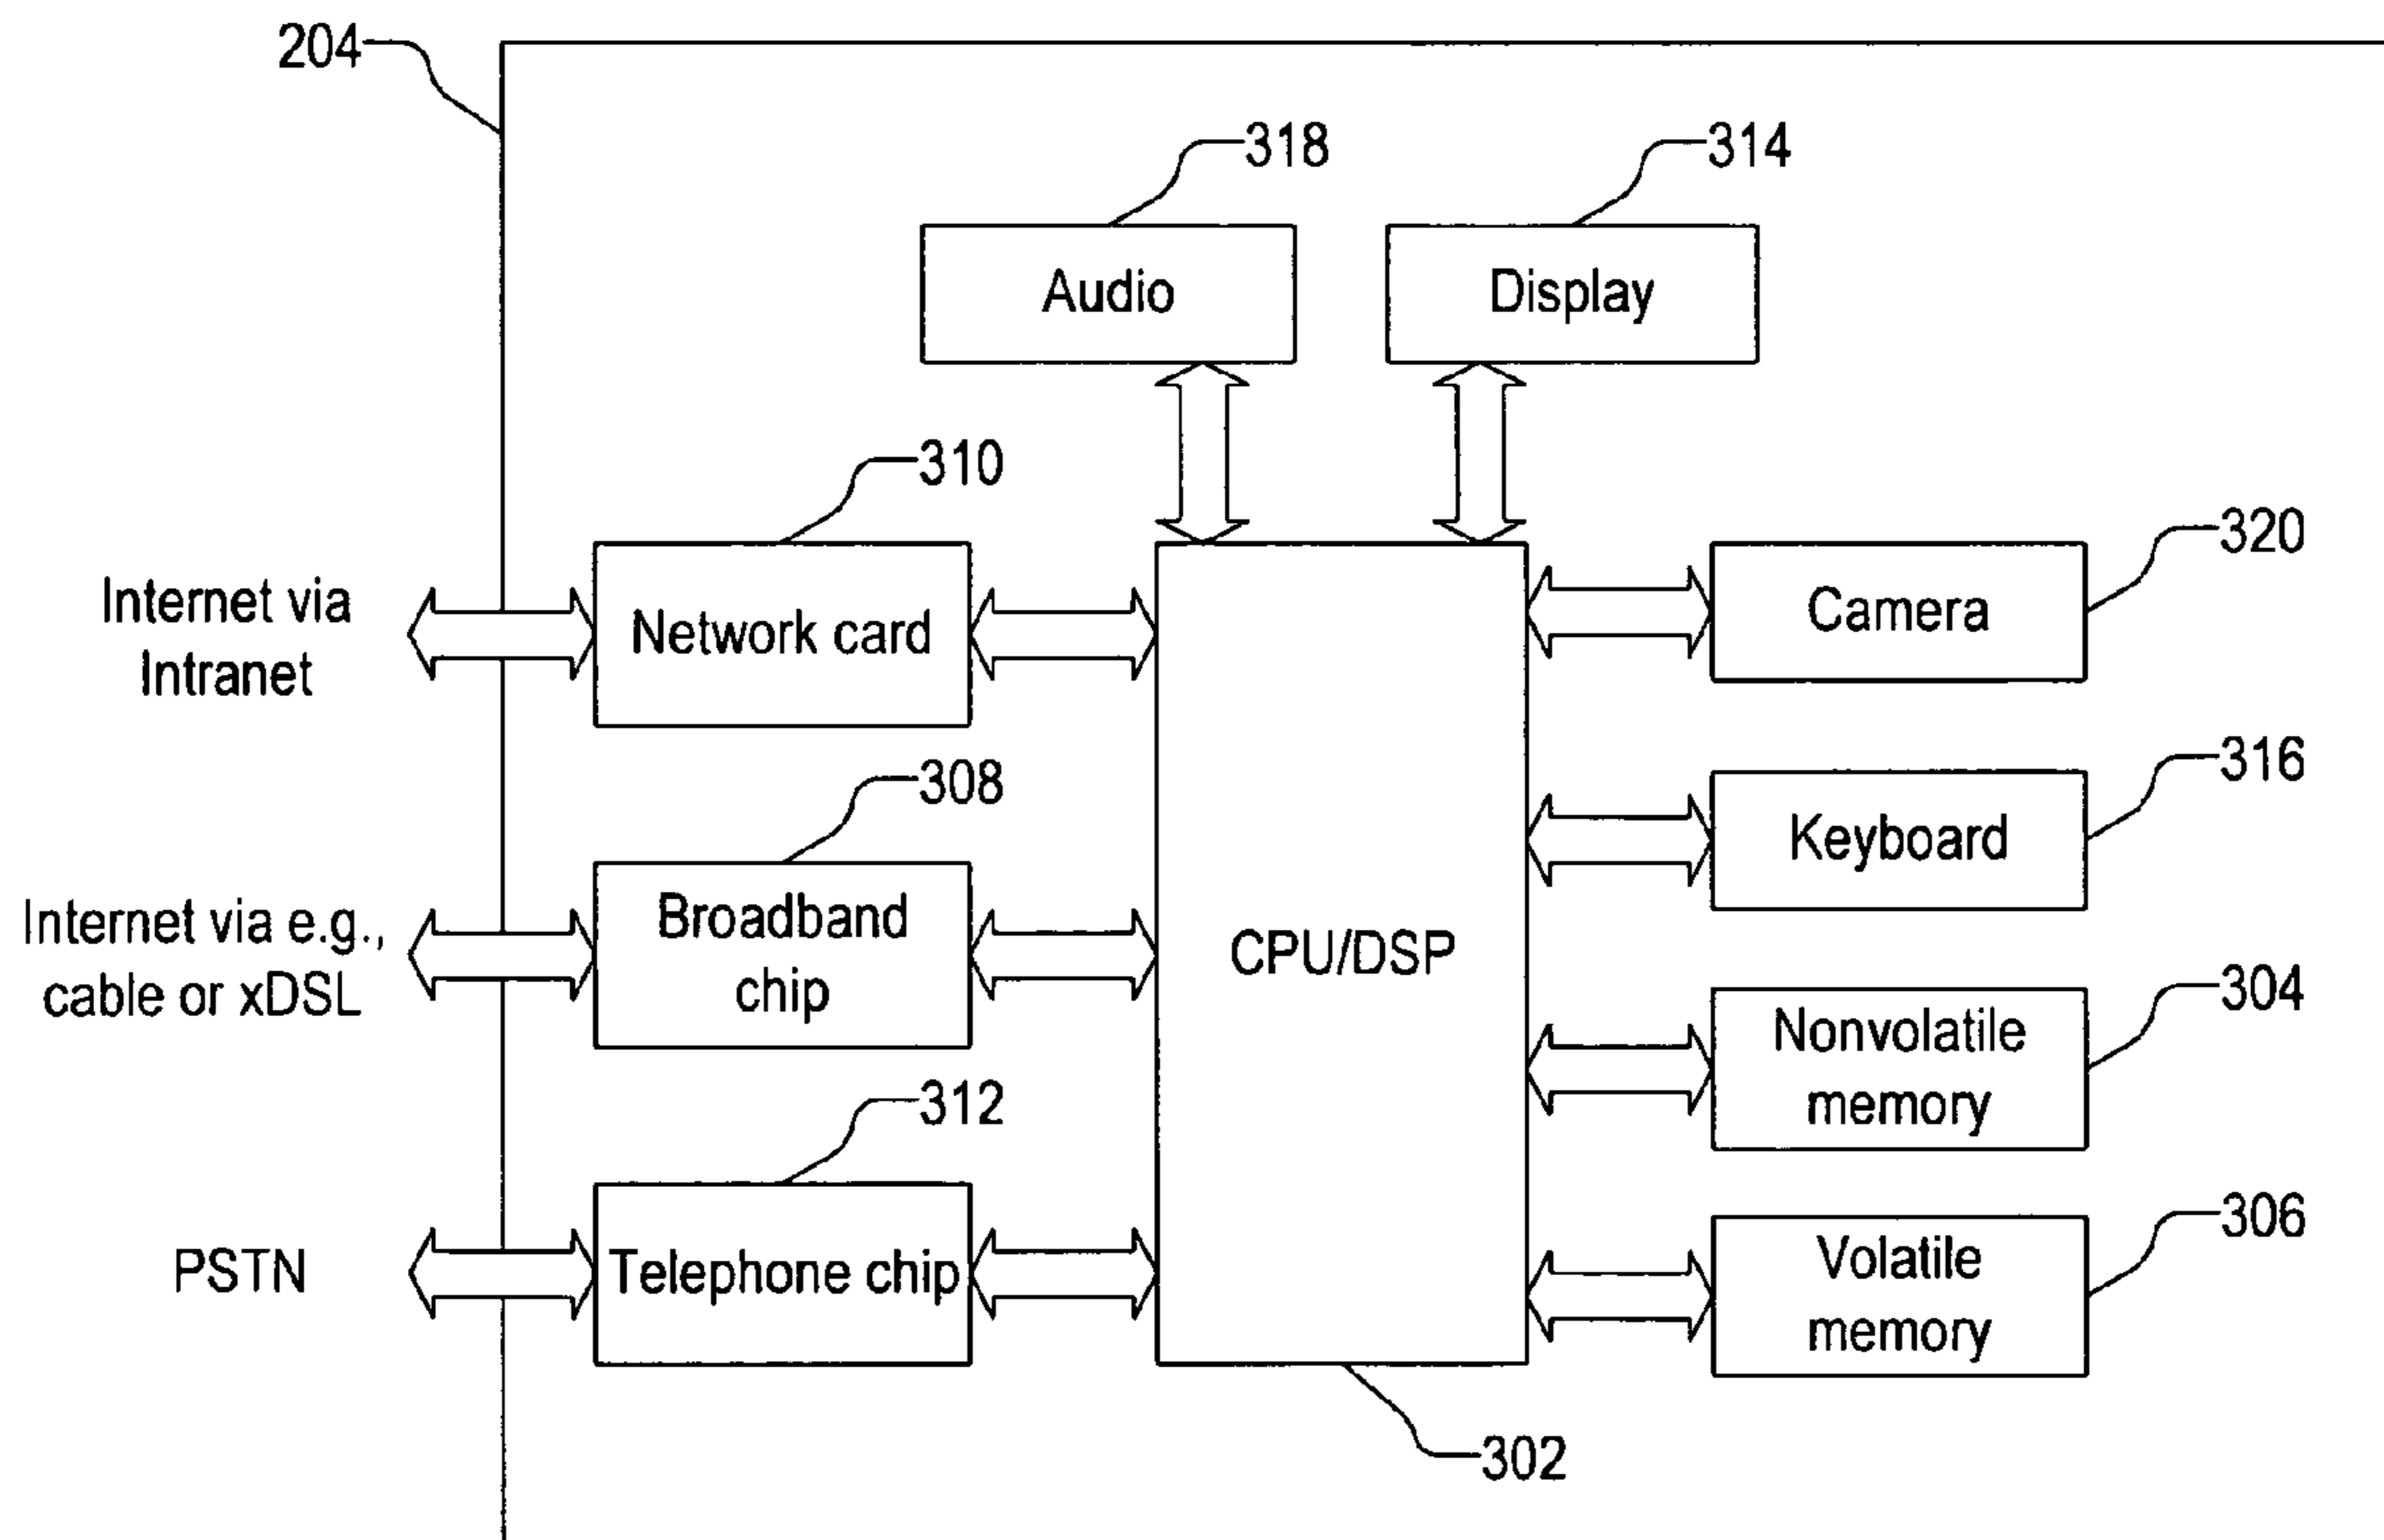 204
318
314
Audio
Display
310
320
Internet via
Intranet
Network card
Camera
308
316
Internet via e.g.,
cable or xDSL
Broadband
chip
CPU/DSP
Keyboard
304
Nonvolatile
memory
312
306
PSTN
Telephone chip
Volatile
memory
302